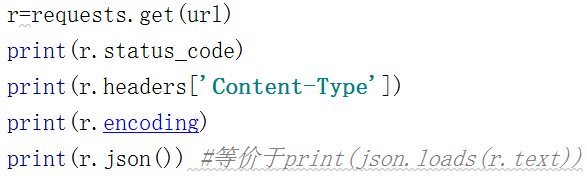 r=requests.get(url)
print(r.status_code)
print(r.headers['Content-Type'])
print(r.encoding)
print(r.json()) #等价于print(json.loads(r.text))